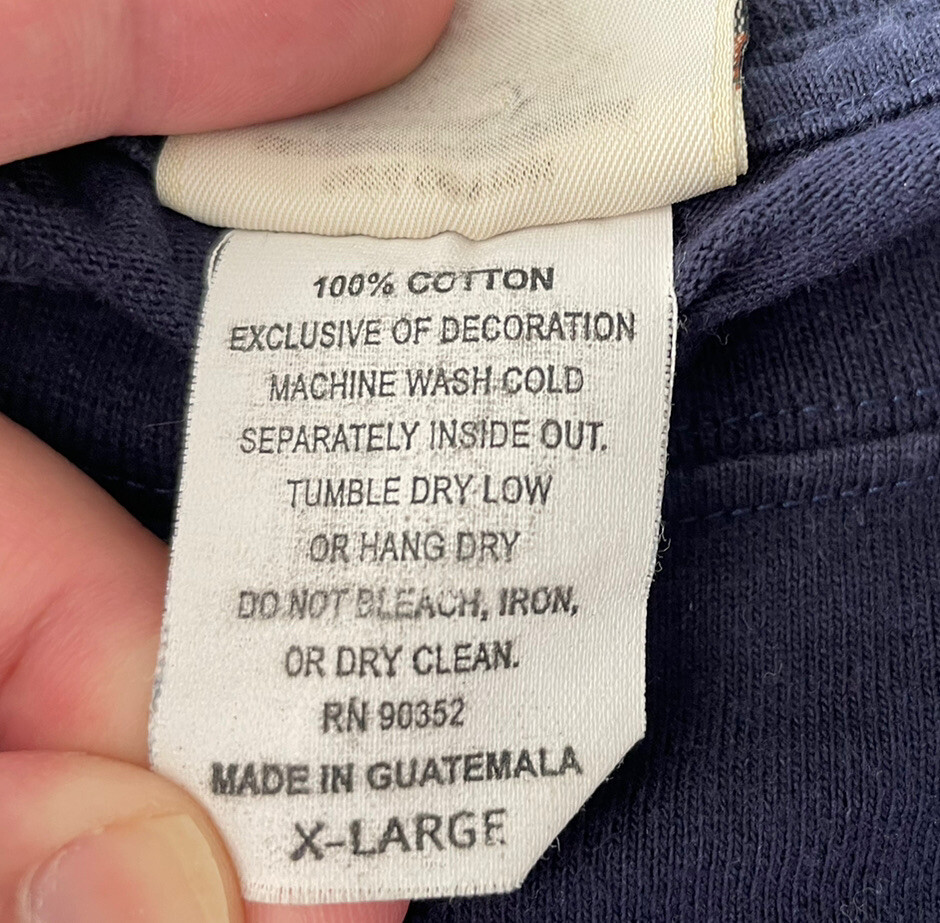 100% COTTON
EXCLUSIVE OF DECORATION
MACHINE WASH COLD
SEPARATELY INSIDE OUT.
TUMBLE DRY LOW
OR HANG DRY
DO NOT BLEACH, IRON,
OR DRY CLEAN.
RN 90352
MADE IN GUATEMALA
X-LARGE